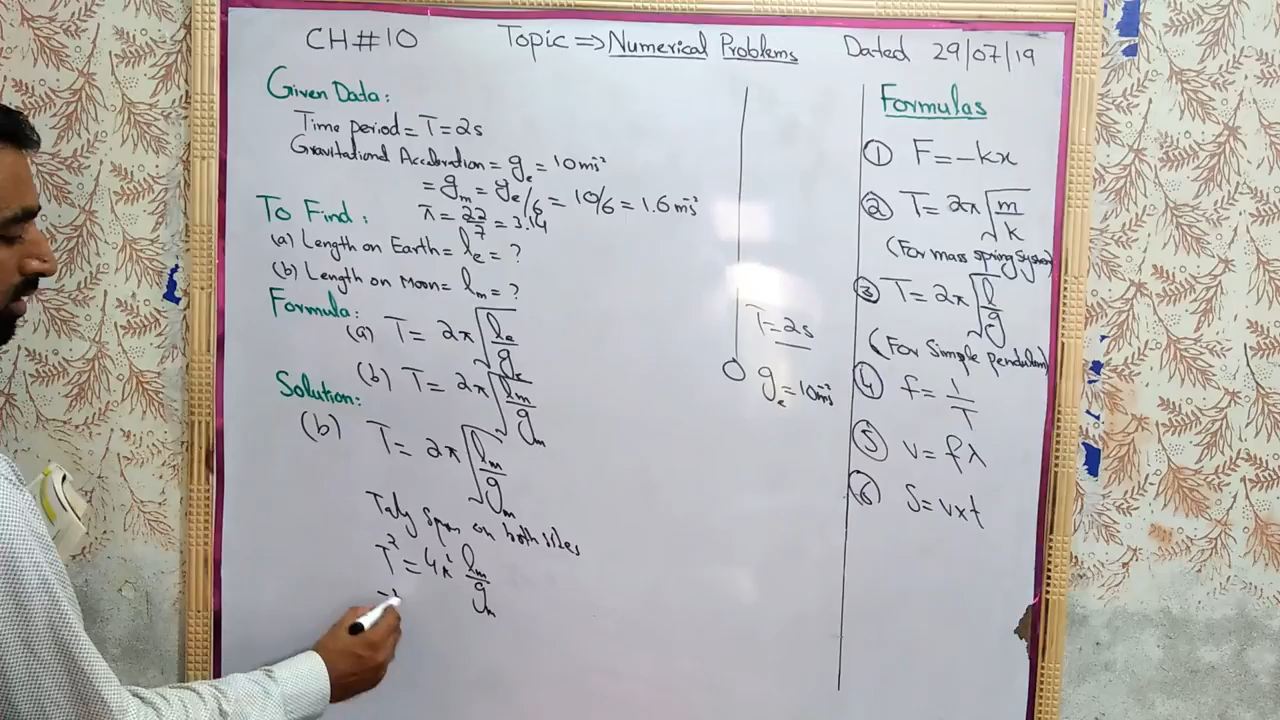 CH#10 Topic ⇒ Numerical Problems Dated 29/07/19
Given Data:
Time period = T = 2s
Gravitational Acceleration = gₑ = 10ms⁻²
= gₘ = gₑ/6 = 10/6 = 1.6ms⁻²
π = 22/7 = 3.14
To Find:
(a) Length on Earth = lₑ = ?
(b) Length on Moon = lₘ = ?
Formula:
(a) T = 2π√(lₑ/gₑ)
(b) T = 2π√(lₘ/gₘ)
Solution:
(b) T = 2π√(lₘ/gₘ)
on both sides
T² = 4π² lₘ/gₘ
T = 2s
gₑ = 10ms⁻²
Formulas
① F = -kx
② T = 2π√(m/k)
(For mass spring System)
③ T = 2π√(l/g)
(For Simple pendulum)
④ f = 1/T
⑤ v = fλ
⑥ S = v×t